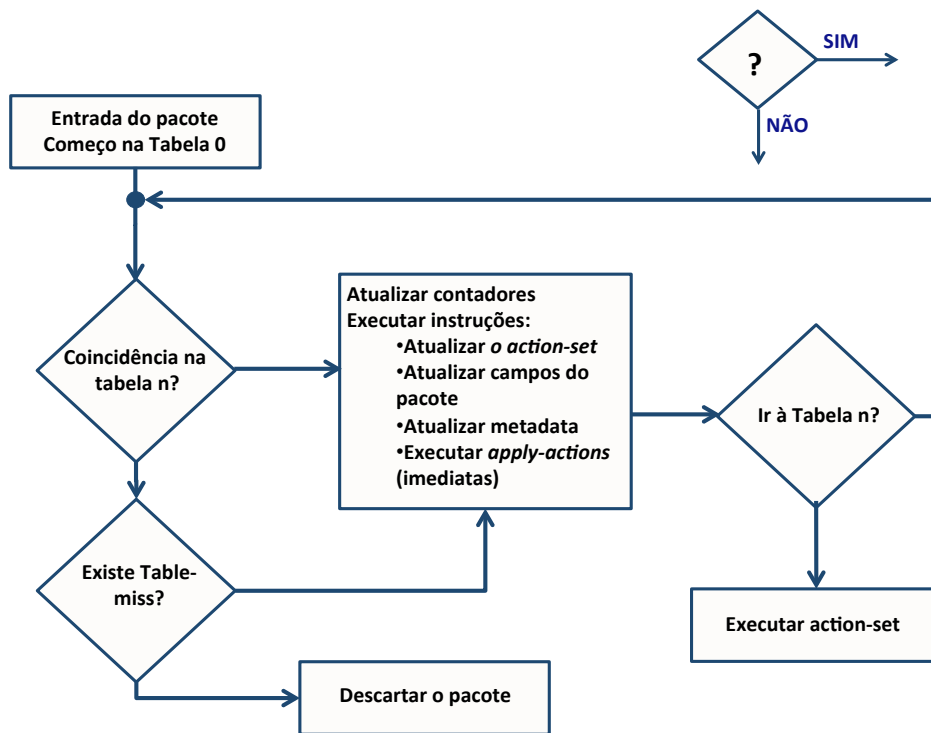 ?
SIM
NÃO
Entrada do pacote
Começo na Tabela 0
Coincidência na
tabela n?
Atualizar contadores
Executar instruções:
•Atualizar o action-set
•Atualizar campos do
pacote
•Atualizar metadata
•Executar apply-actions
(imediatas)
Ir à Tabela n?
Existe Table-
miss?
Executar action-set
Descartar o pacote